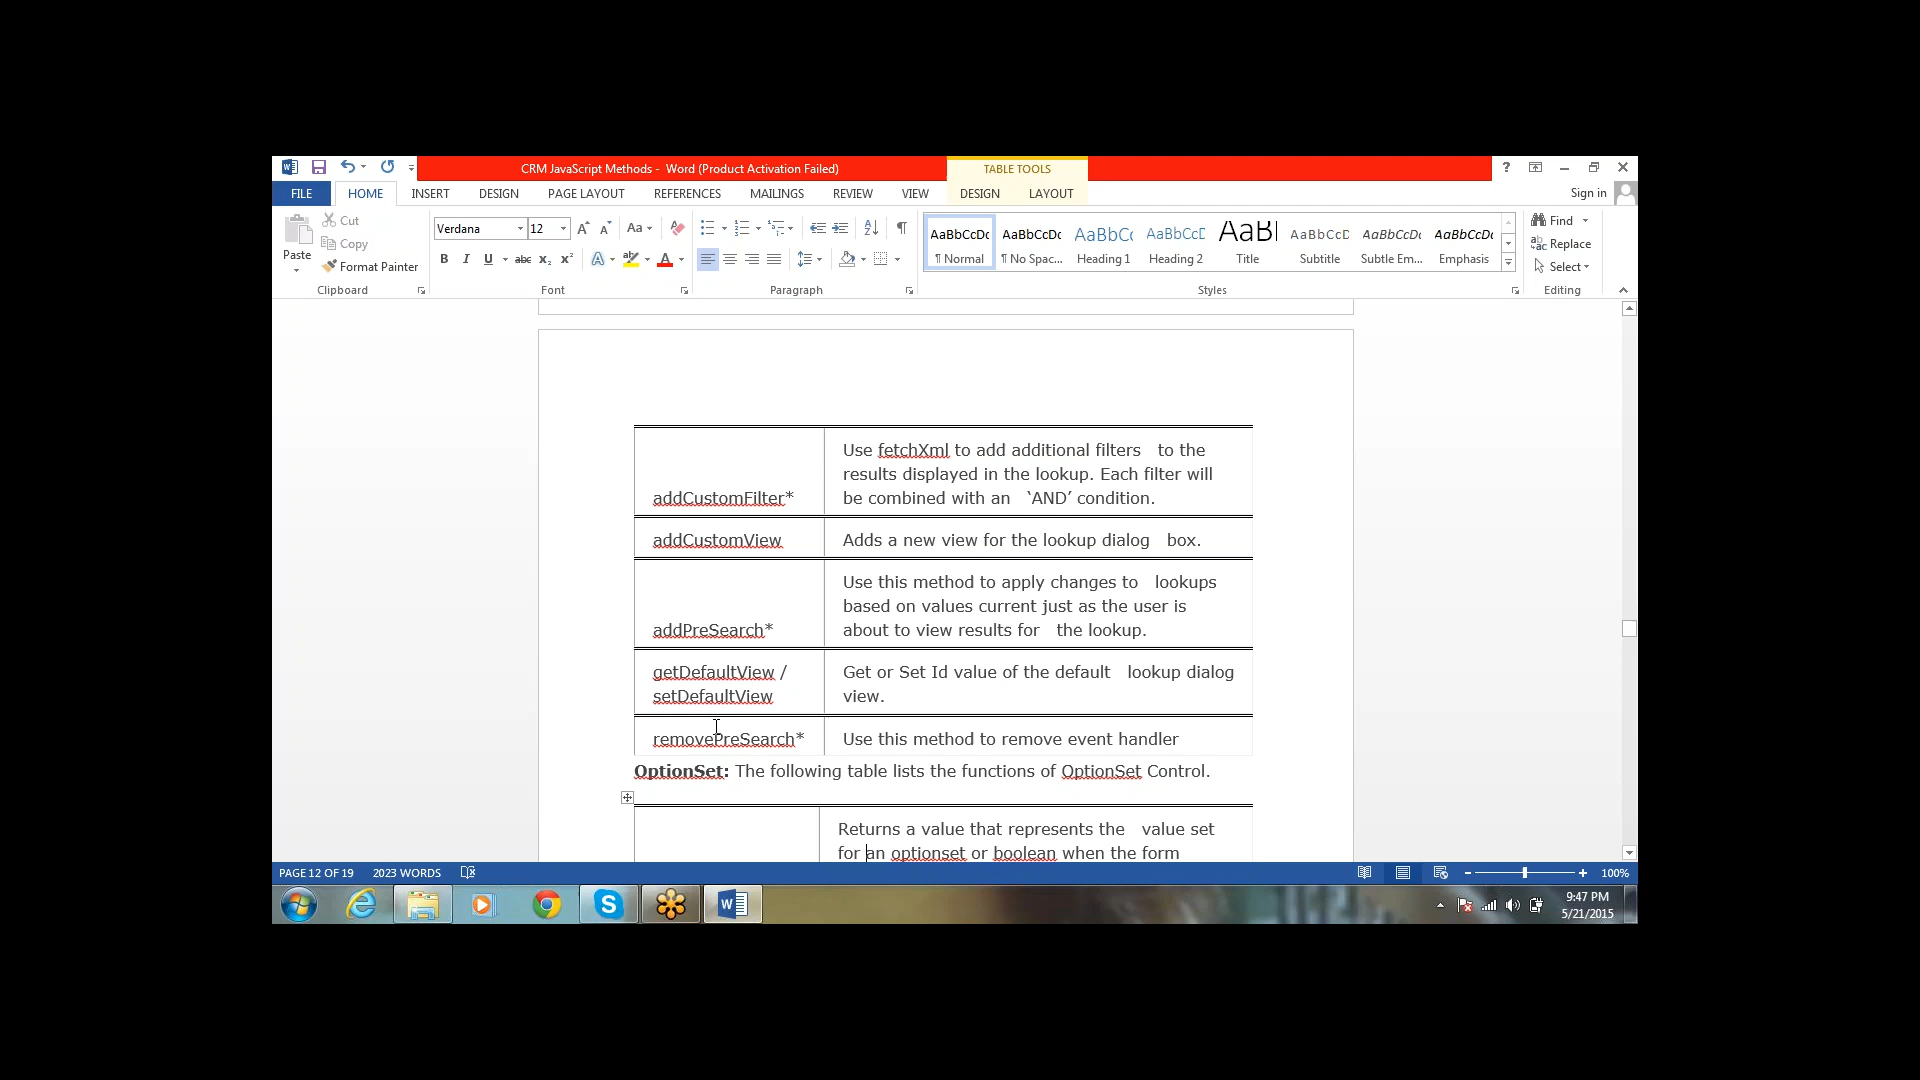 CRM JavaScript Methods - Word (Product Activation Failed)
TABLE TOOLS
?
FILE HOME INSERT DESIGN PAGE LAYOUT REFERENCES MAILINGS REVIEW VIEW DESIGN LAYOUT Sign in
Paste
Cut
Copy
Format Painter
Clipboard
Verdana 12
Font
Paragraph
AaBbCcDc AaBbCcDc AaBbCc AaBbCcD AaBl AaBbCcD AaBbCcDc AaBbCcDc
¶ Normal ¶ No Spac... Heading 1 Heading 2 Title Subtitle Subtle Em... Emphasis
Styles
Find
Replace
Select
Editing
addCustomFilter*
Use fetchXml to add additional filters to the
results displayed in the lookup. Each filter will
be combined with an ‘AND’ condition.
addCustomView
Adds a new view for the lookup dialog box.
addPreSearch*
Use this method to apply changes to lookups
based on values current just as the user is
about to view results for the lookup.
getDefaultView /
setDefaultView
Get or Set Id value of the default lookup dialog
view.
removePreSearch*
Use this method to remove event handler
OptionSet: The following table lists the functions of OptionSet Control.
Returns a value that represents the value set
for an optionset or boolean when the form
PAGE 12 OF 19 2023 WORDS 100%
9:47 PM
5/21/2015